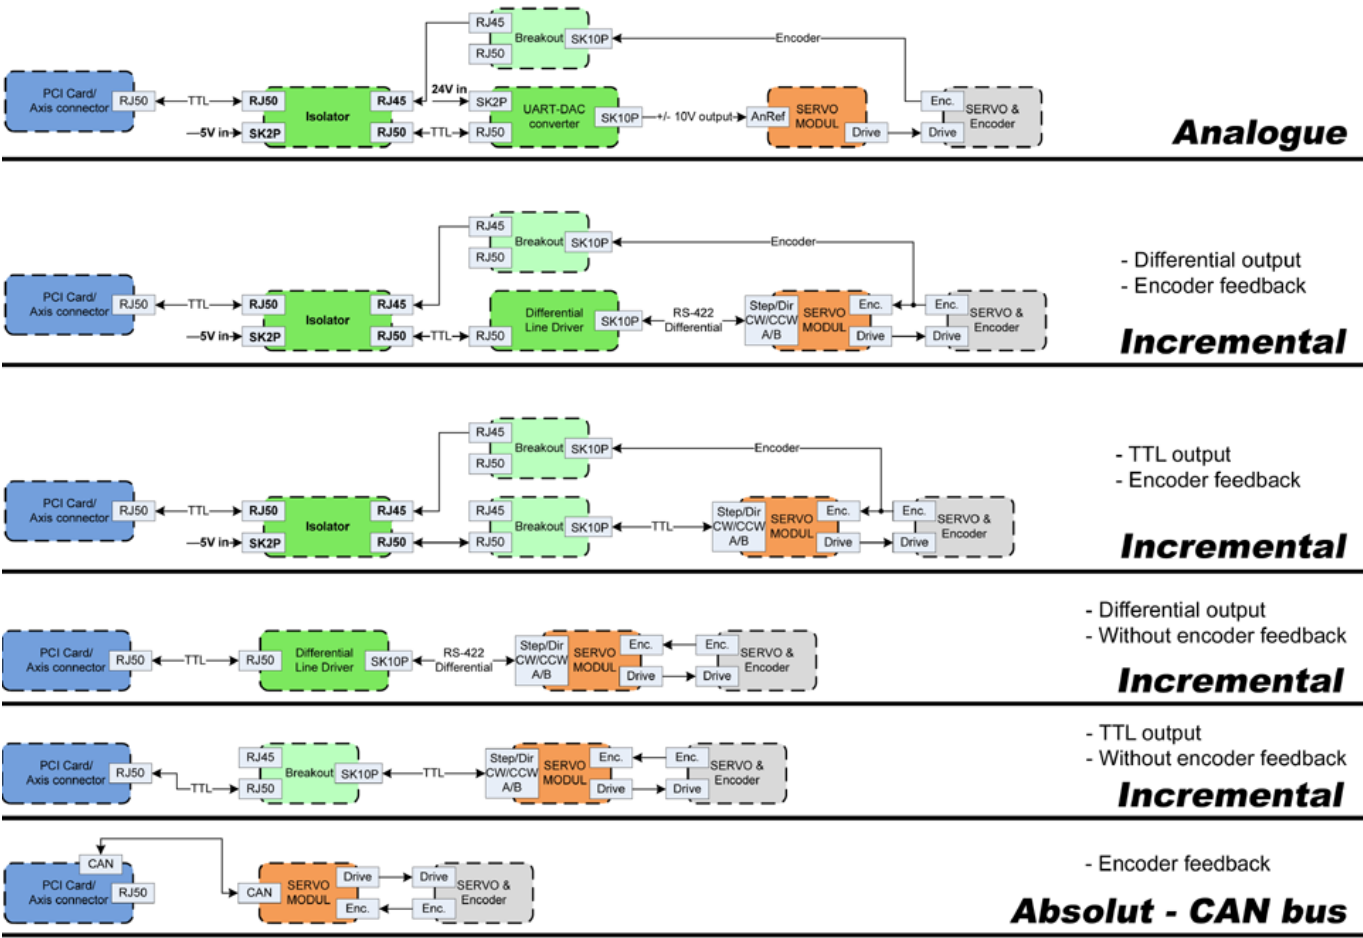 RJ45
Breakout
SK10P
RJ50
Encoder
PCI Card/
Axis connector
RJ50
TTL
RJ50
5V in
SK2P
Isolator
RJ45
RJ50
24V in
TTL
SK2P
RJ50
UART-DAC
converter
SK10P
+/- 10V output
AnRef
SERVO
MODUL
Drive
Enc.
Drive
SERVO &
Encoder
Analogue
RJ45
Breakout
SK10P
RJ50
Encoder
PCI Card/
Axis connector
RJ50
TTL
RJ50
5V in
SK2P
Isolator
RJ45
RJ50
TTL
RJ50
Differential
Line Driver
SK10P
RS-422
Differential
Step/Dir
CW/CCW
A/B
SERVO
MODUL
Enc.
Drive
Enc.
Drive
SERVO &
Encoder
- Differential output
- Encoder feedback
Incremental
RJ45
Breakout
SK10P
RJ50
Encoder
PCI Card/
Axis connector
RJ50
TTL
RJ50
5V in
SK2P
Isolator
RJ45
RJ50
RJ45
RJ50
Breakout
SK10P
TTL
Step/Dir
CW/CCW
A/B
SERVO
MODUL
Enc.
Drive
Enc.
Drive
SERVO &
Encoder
- TTL output
- Encoder feedback
Incremental
PCI Card/
Axis connector
RJ50
TTL
RJ50
Differential
Line Driver
SK10P
RS-422
Differential
Step/Dir
CW/CCW
A/B
SERVO
MODUL
Enc.
Drive
Enc.
Drive
SERVO &
Encoder
- Differential output
- Without encoder feedback
Incremental
PCI Card/
Axis connector
RJ50
TTL
RJ45
RJ50
Breakout
SK10P
TTL
Step/Dir
CW/CCW
A/B
SERVO
MODUL
Enc.
Drive
Enc.
Drive
SERVO &
Encoder
- TTL output
- Without encoder feedback
Incremental
CAN
PCI Card/
Axis connector
RJ50
CAN
SERVO
MODUL
Drive
Enc.
Drive
Enc.
SERVO &
Encoder
- Encoder feedback
Absolut - CAN bus